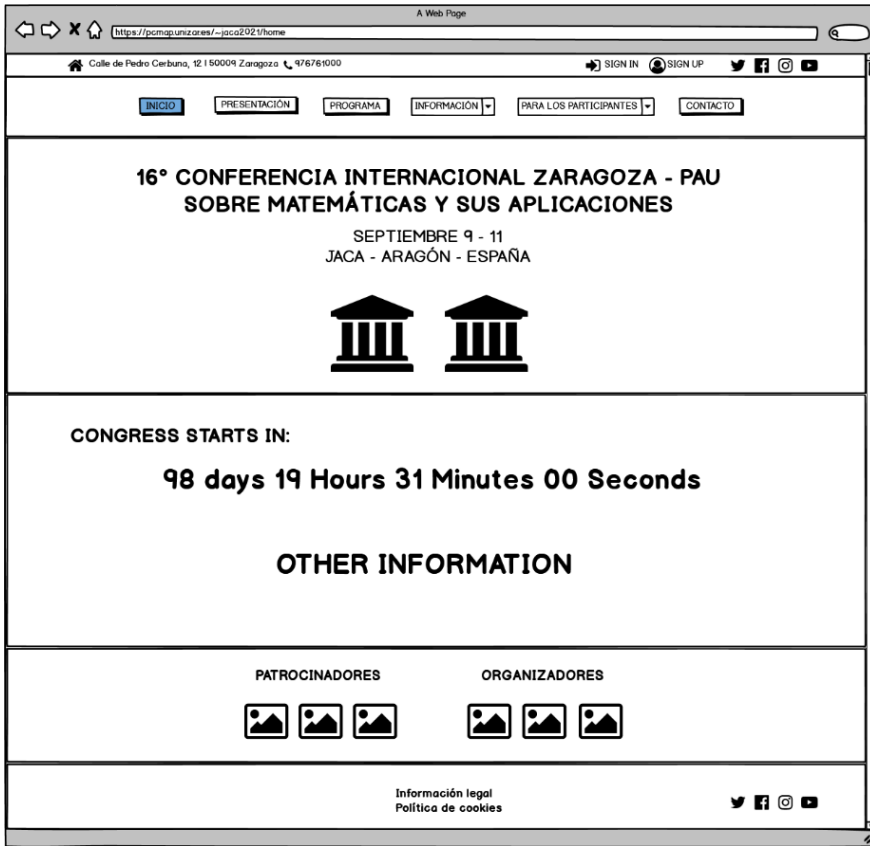 A Web Page
https://pcmap.unizar.es/~jaca2021/home
Calle de Pedro Cerbuna, 12 | 50009 Zaragoza 976761000 SIGN IN SIGN UP
INICIO PRESENTACIÓN PROGRAMA INFORMACIÓN PARA LOS PARTICIPANTES CONTACTO
16° CONFERENCIA INTERNACIONAL ZARAGOZA - PAU
SOBRE MATEMÁTICAS Y SUS APLICACIONES
SEPTIEMBRE 9 - 11
JACA - ARAGÓN - ESPAÑA
CONGRESS STARTS IN:
98 days 19 Hours 31 Minutes 00 Seconds
OTHER INFORMATION
PATROCINADORES ORGANIZADORES
Información legal
Política de cookies